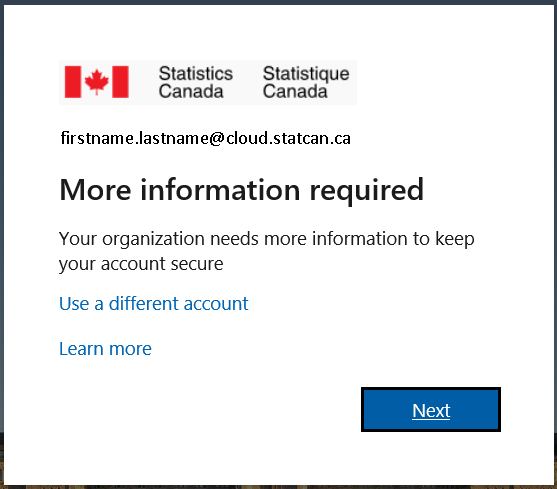 Statistics Statistique
Canada Canada
firstname.lastname@cloud.statcan.ca
More information required
Your organization needs more information to keep
your account secure
Use a different account
Learn more
Next